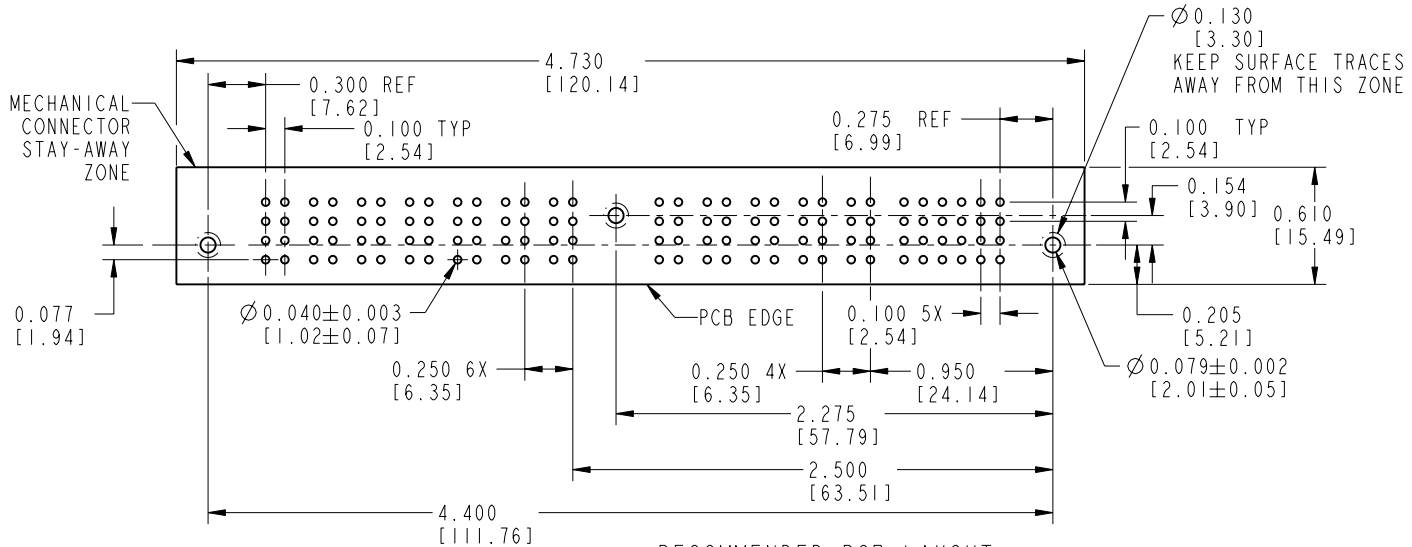 Ø0.130
[3.30]
KEEP SURFACE TRACES
AWAY FROM THIS ZONE
4.730
[120.14]
0.300 REF
[7.62]
MECHANICAL
CONNECTOR
STAY-AWAY
ZONE
0.100 TYP
[2.54]
0.275 REF
[6.99]
0.100 TYP
[2.54]
0.154
[3.90]
0.610
[15.49]
0.077
[1.94]
Ø0.040±0.003
[1.02±0.07]
PCB EDGE
0.100 5X
[2.54]
0.205
[5.21]
0.250 6X
[6.35]
0.250 4X
[6.35]
0.950
[24.14]
Ø0.079±0.002
[2.01±0.05]
2.275
[57.79]
2.500
[63.51]
4.400
[111.76]
RECOMMENDED PCB LAYOUT